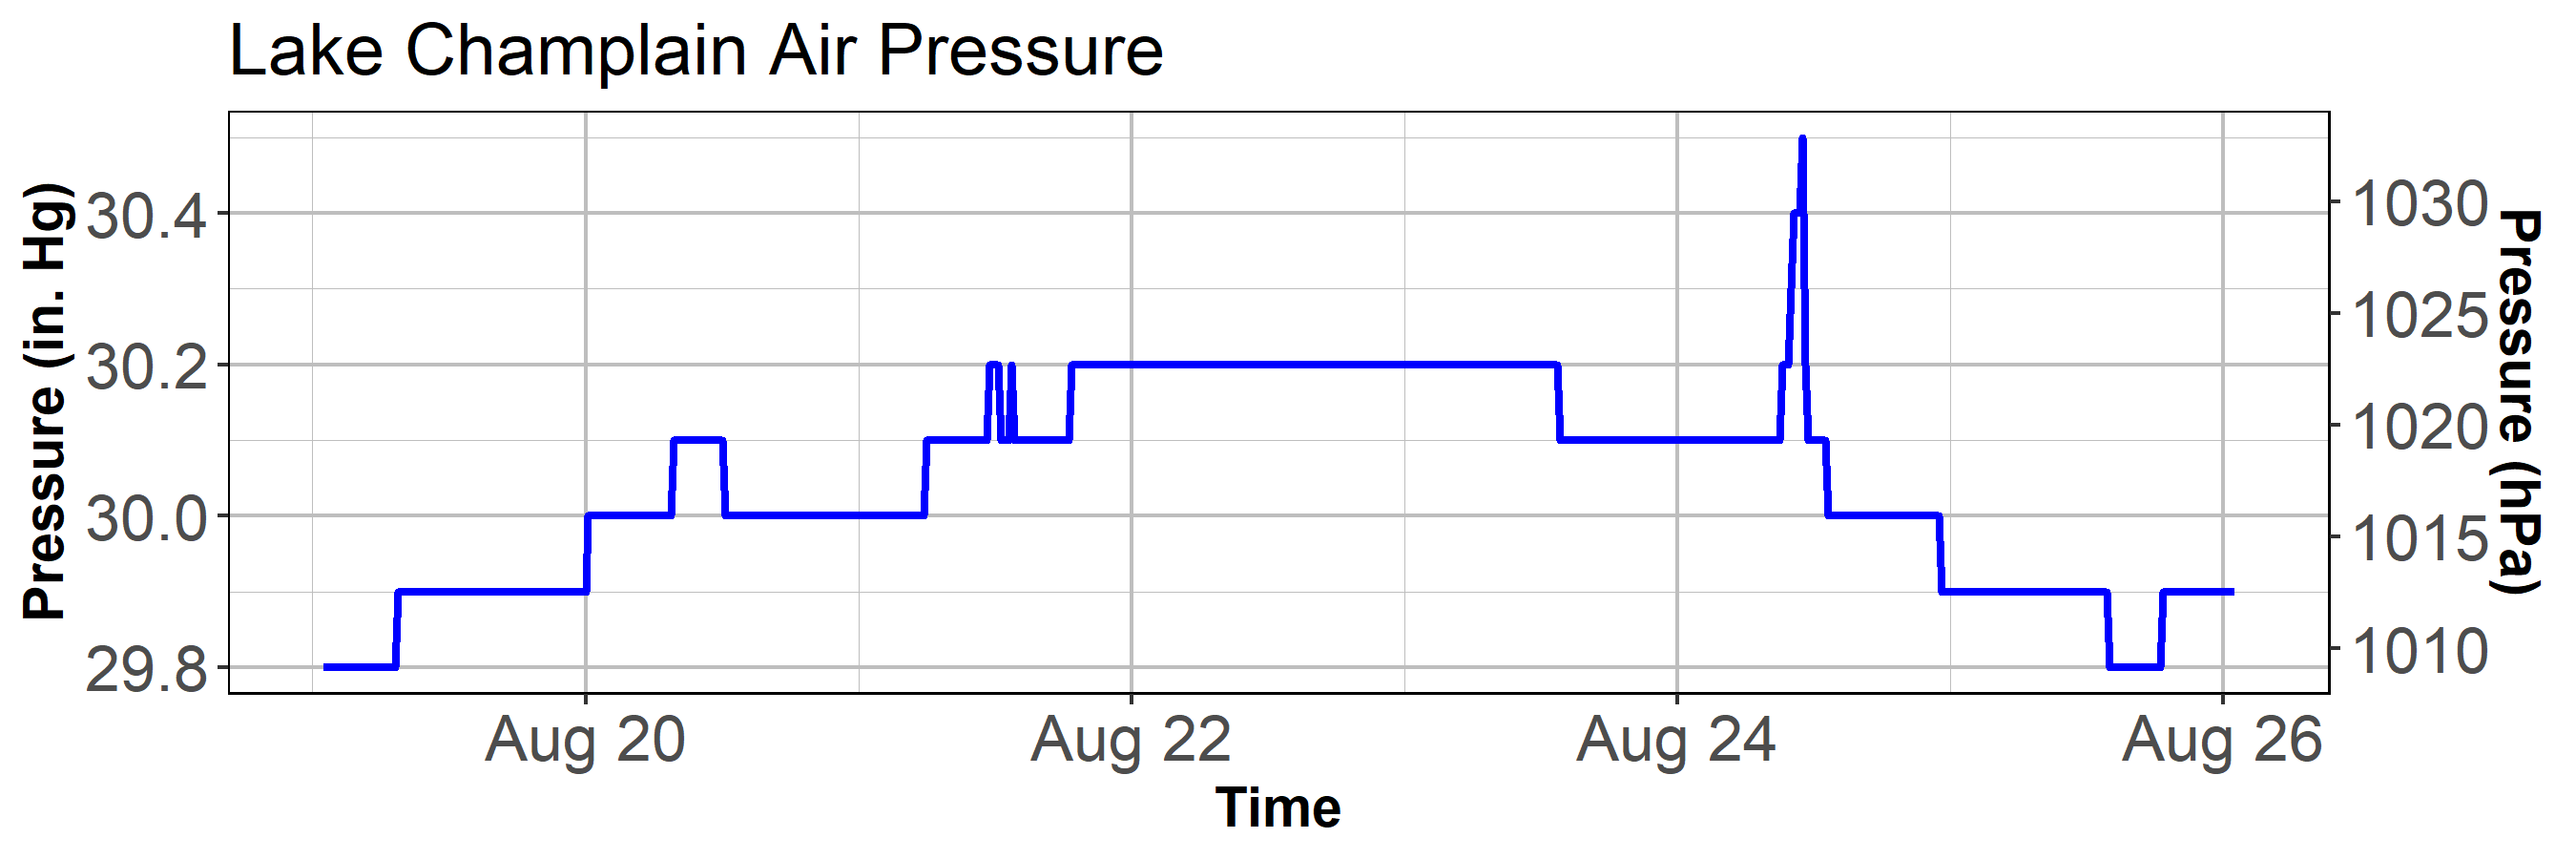 Lake Champlain Air Pressure
Pressure (in. Hg)
30.4
30.2
30.0
29.8
1030
1025
1020
1015
1010
Pressure (hPa)
Aug 20 Aug 22 Aug 24 Aug 26
Time